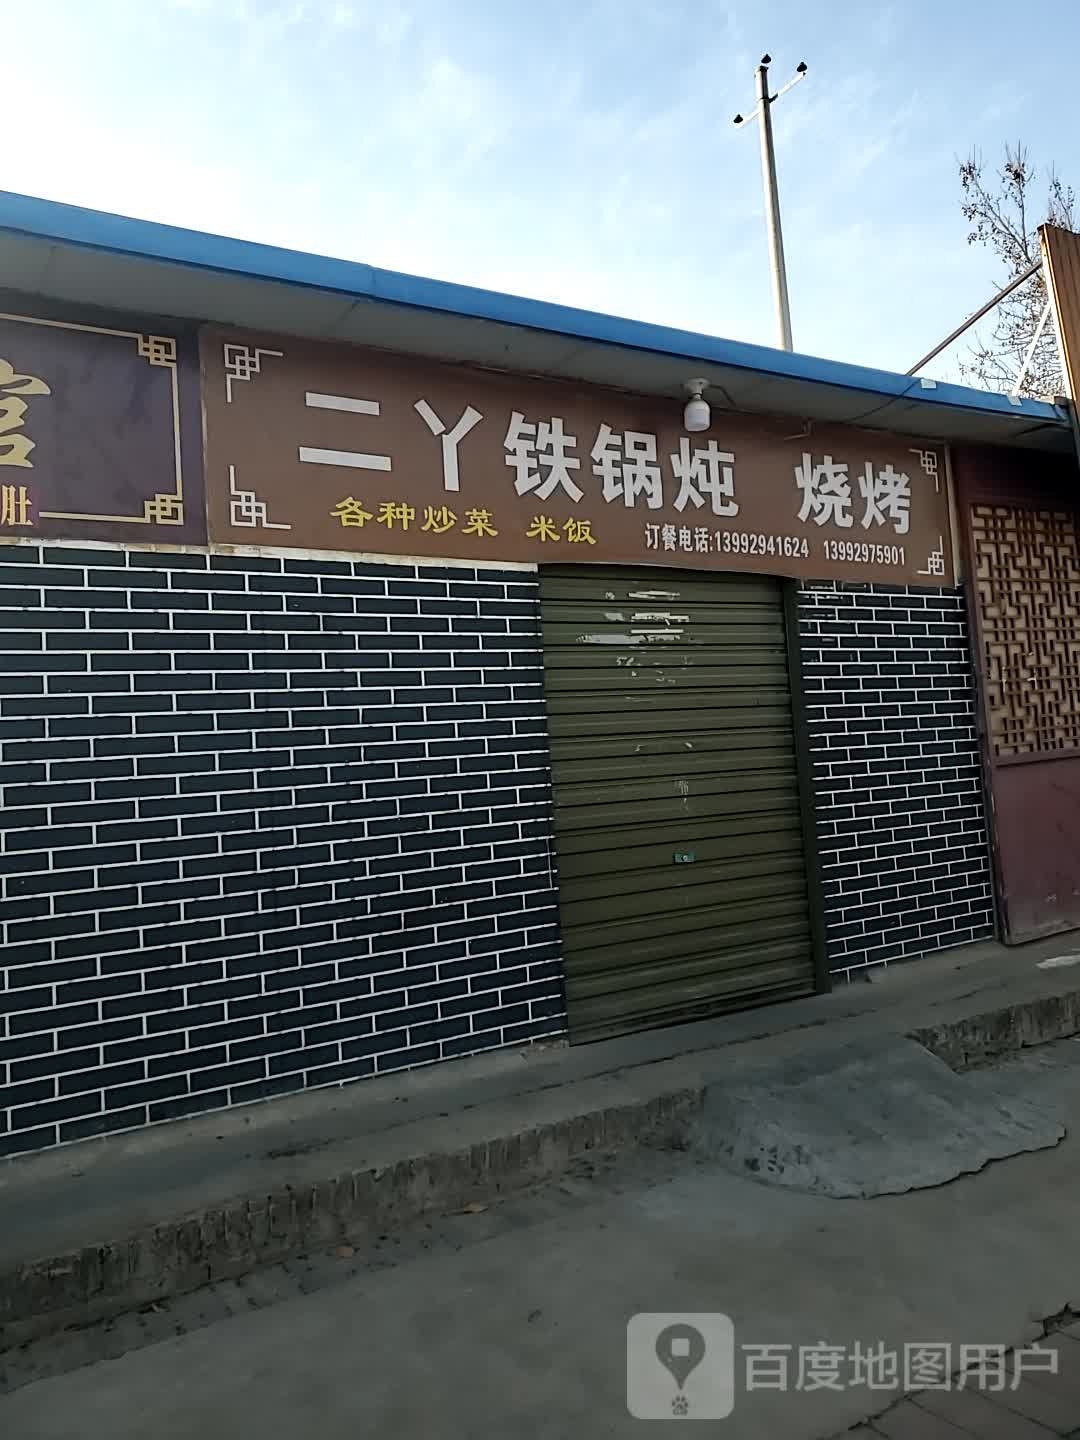 宫
肚
二丫铁锅炖 烧烤
各种炒菜 米饭
订餐电话:13992941624 13992975901
百度地图用户